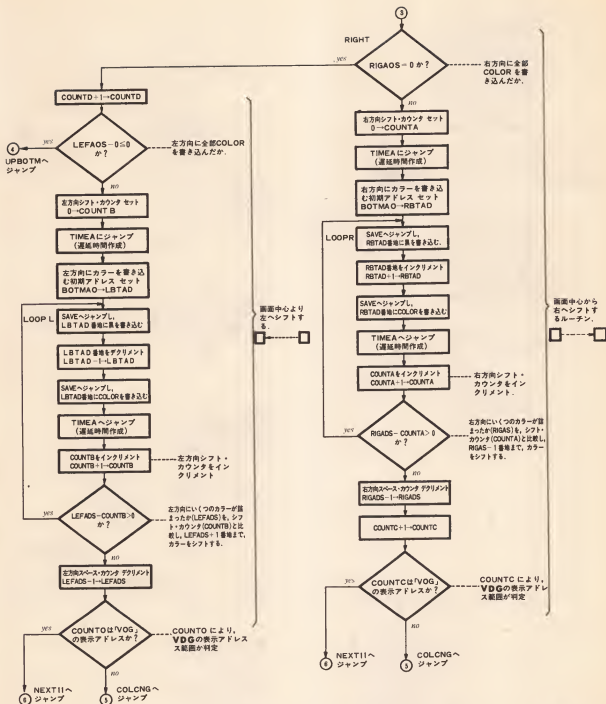 3
RIGHT
RIGAOS－0か？
yes
no
右方向に全部
COLORを書
き込んだか．
右方向シフト・カウンタ セット
0→COUNTA
TIMEAにジャンプ
(遅延時間作成)
右方向にカラーを書き込
む初期アドレス セット
BOTMAO→RBTAD
LOOPR
SAVEへジャンプし，
RBTAD番地に黒を書き込む．
RBTAD番地をインクリメント
RBTAD+1→RBTAD
SAVEへジャンプし，
RBTAD番地にCOLORを書き込む
TIMEAへジャンプ
(遅延時間作成)
COUNTAをインクリメント
COUNTA+1→COUNTA
右方向シフト・
カウンタをイン
クリメント．
RIGADS－COUNTA>0
か？
yes
no
右方向にいくつのカラーが詰
まったか(RIGAS)を，シフト・
カウンタ(COUNTA)と比較し，
RIGAS－1番地まで，カラー
をシフトする．
右方向スペース・カウンタ デクリメント
RIGADS－1→RIGADS
COUNTC+1→COUNTC
COUNTCは「VOG」
の表示アドレスか？
yes
no
COUNTCにより，
VDGの表示アドレ
ス範囲が判定
6
NEXT11へ
ジャンプ
5
COLCNGへ
ジャンプ
画面中心から
右へシフトす
るルーチン．
COUNTD+1→COUNTD
LEFAOS－0≤0
か？
yes
no
左方向に全部COLOR
を書き込んだか．
4
UPBOTMへ
ジャンプ
左方向シフト・カウンタ セット
0→COUNT B
TIMEAにジャンプ
(遅延時間作成)
左方向にカラーを書き込
む初期アドレス セット
BOTMAO→LBTAD
LOOP L
SAVEへジャンプし，
LBTAD番地に黒を書き込む
LBTAD番地をデクリメント
LBTAD－1→LBTAD
SAVEへジャンプし，
LBTAD番地にCOLORを書き込む
TIMEAへジャンプ
(遅延時間作成)
COUNTBをインクリメント
COUNTB+1→COUNTB
左方向シフト・
カウンタをイン
クリメント
LEFADS－COUNTB>0
か？
yes
no
左方向にいくつのカラーが詰
まったか(LEFADS)を，シフ
ト・カウンタ(COUNTB)と比
較し，LEFADS+1番地まで，
カラーをシフトする．
左方向スペース・カウンタ デクリメント
LEFADS－1→LEFADS
COUNTOは「VOG」
の表示アドレスか？
yes
no
COUNTOにより，
VDGの表示アドレス
ス範囲か判定
6
NEXT11へ
ジャンプ
5
COLCNGへ
ジャンプ
画面中心より
左へシフトす
る．